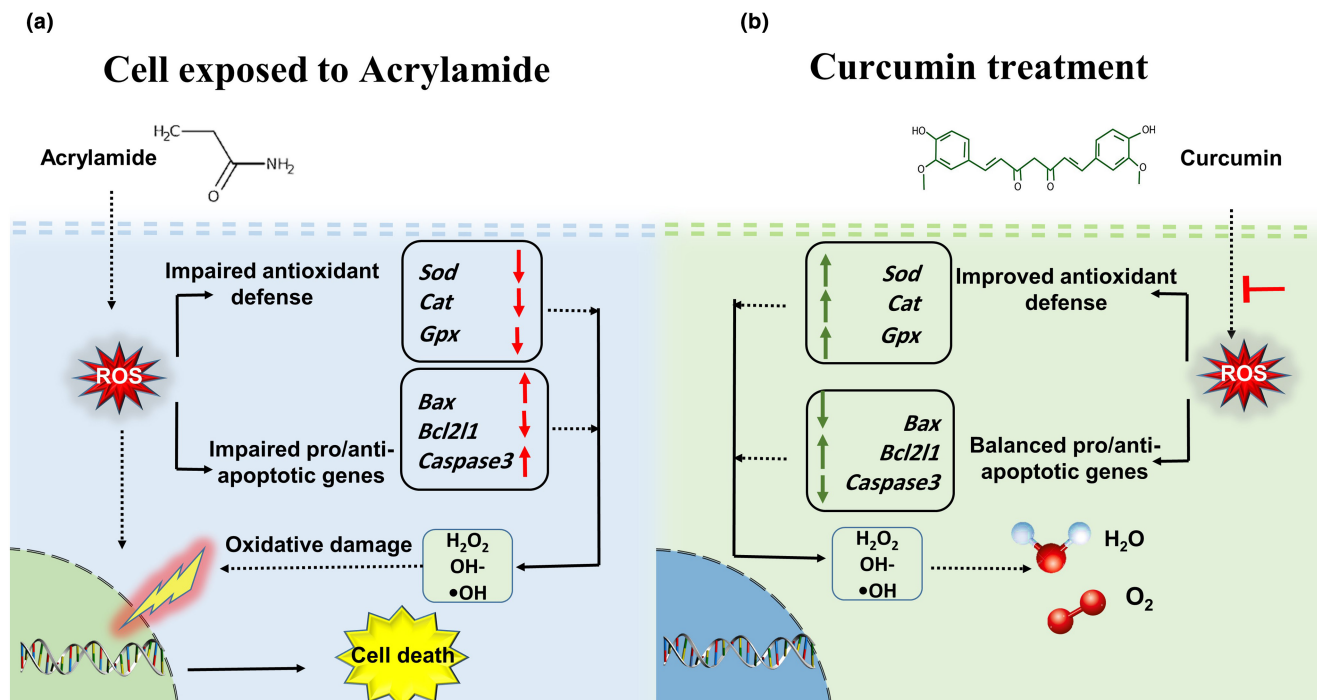 (a)
Cell exposed to Acrylamide
Acrylamide
H₂C
NH₂
O
Impaired antioxidant
defense
Sod
Cat
Gpx
ROS
Bax
Bcl2l1
Caspase3
Impaired pro/anti-
apoptotic genes
Oxidative damage
H₂O₂
OH-
●OH
Cell death
(b)
Curcumin treatment
HO
OH
O
O
O
O
Curcumin
Sod
Cat
Gpx
Improved antioxidant
defense
ROS
Bax
Bcl2l1
Caspase3
Balanced pro/anti-
apoptotic genes
H₂O₂
OH-
●OH
H₂O
O₂